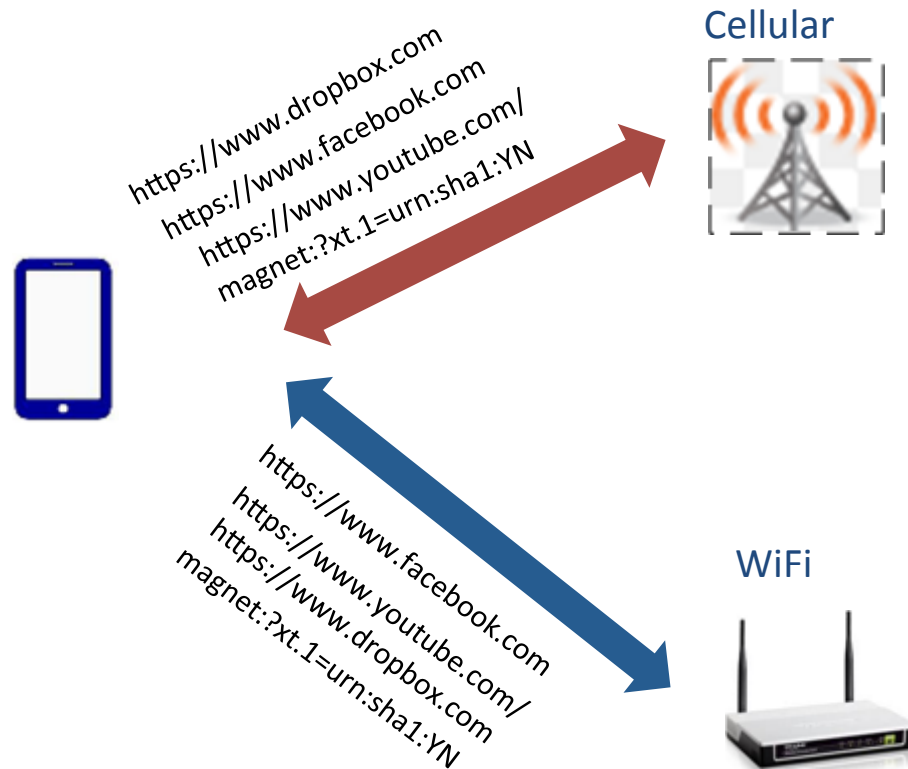 Cellular
https://www.dropbox.com
https://www.facebook.com
https://www.youtube.com/
magnet:?xt.1=urn:sha1:YN
https://www.facebook.com
https://www.youtube.com/
https://www.dropbox.com
magnet:?xt.1=urn:sha1:YN
WiFi